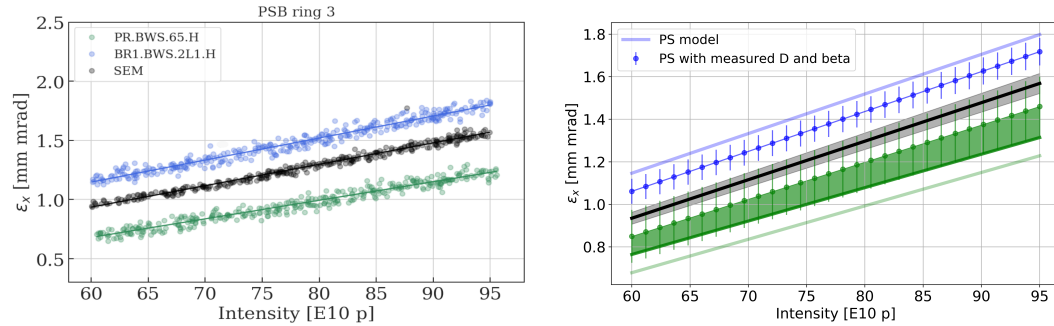 PSB ring 3
PR.BWS.65.H
BR1.BWS.2L1.H
SEM
2.5
2.0
1.5
1.0
0.5
εx [mm mrad]
60 65 70 75 80 85 90 95
Intensity [E10 p]
PS model
PS with measured D and beta
1.8
1.6
1.4
1.2
1.0
0.8
εx [mm mrad]
60 65 70 75 80 85 90 95
Intensity [E10 p]